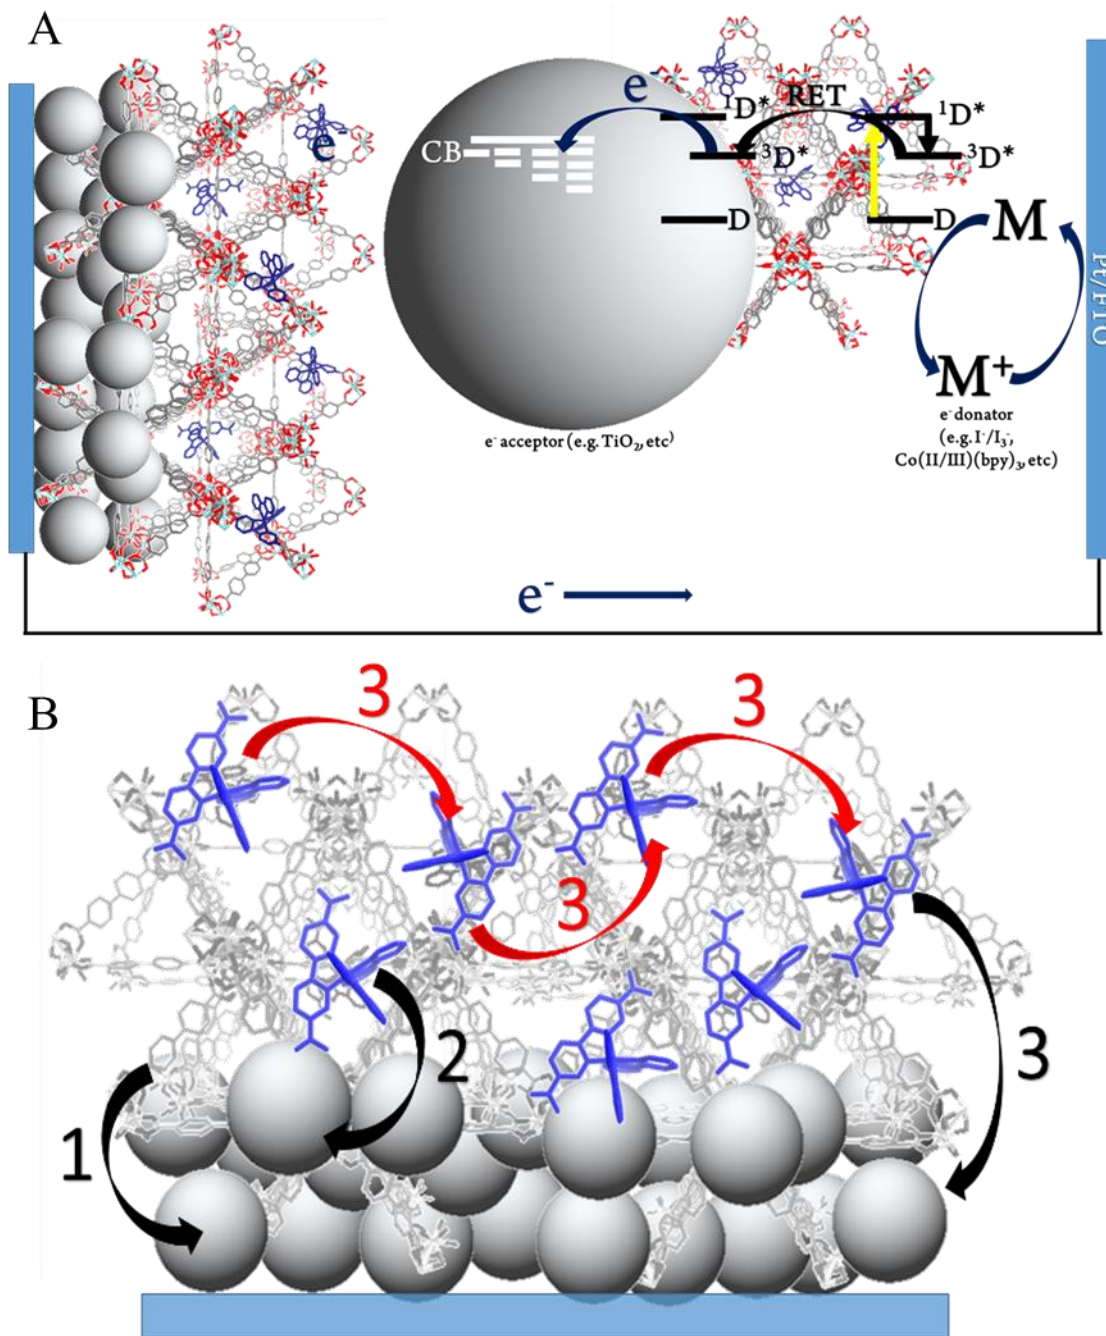 A
e⁻
e⁻
CB
¹D*
³D*
D
RET
¹D*
³D*
D
M
M⁺
e⁻ acceptor (e.g. TiO₂, etc)
e⁻ donator
(e.g. I⁻/I₃⁻,
Co(II/III)(bpy)₃, etc)
Pt/FTO
e⁻
B
3
3
3
2
1
3